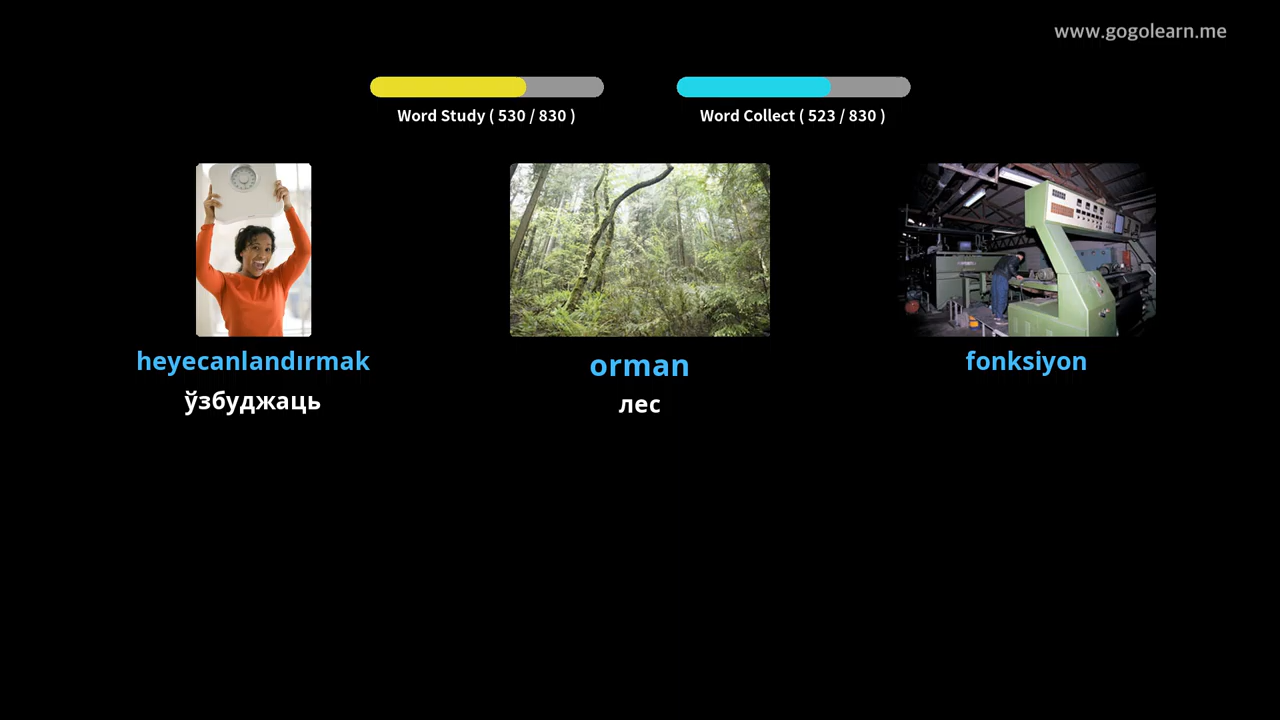 www.gogolearn.me
Word Study ( 530 / 830 )
Word Collect ( 523 / 830 )
heyecanlandırmak
ўзбуджаць
orman
лес
fonksiyon